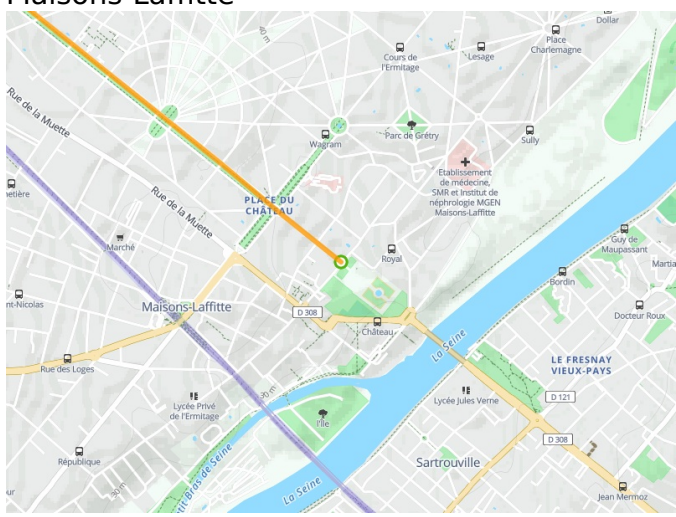 Maisons-Laffitte
40 m
Dollar
Cours de
l'Ermitage
Lesage
Place
Charlemagne
Rue de la Muette
Wagram
Parc de Grétry
Sully
Etablissement
de médecine,
SMR et Institut de
néphrologie MGEN
Maisons-Laffitte
Rue de la Muette
PLACE DU
CHÂTEAU
Marché
Royal
Guy de
Maupassant
Bordin
nt-Nicolas
Maisons-Laffitte
D 308
Château
Docteur Roux
La Seine
LE FRESNAY
VIEUX-PAYS
Rue des Loges
Lycée Privé
de l'Ermitage
Lycée Jules Verne
D 121
l'Île
D 308
République
Sartrouville
30 m
La Seine
Jean Mermoz